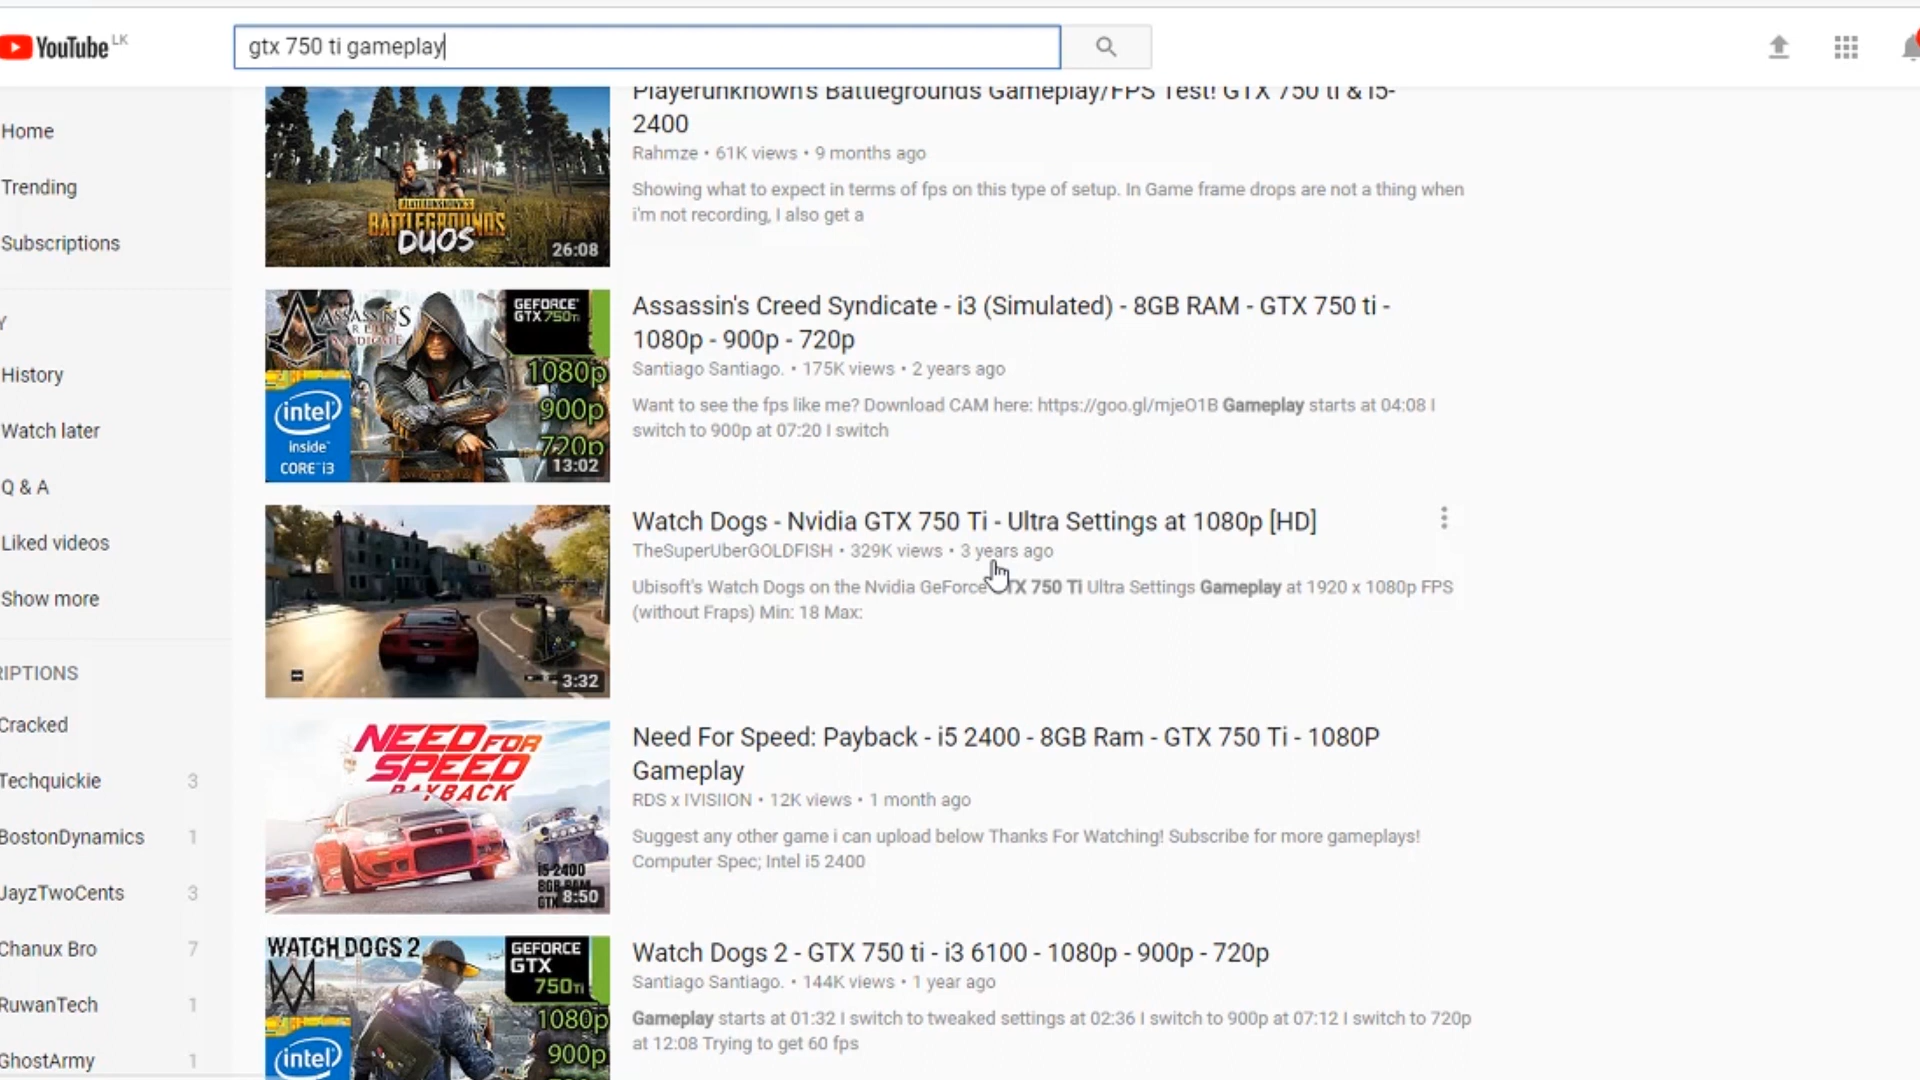 YouTube LK
gtx 750 ti gameplay
Home
Trending
Subscriptions
Y
History
Watch later
Q & A
Liked videos
Show more
RIPTIONS
Cracked
Techquickie 3
BostonDynamics 1
JayzTwoCents 3
Chanux Bro 7
RuwanTech 1
GhostArmy 1
PLAYERUNKNOWN'S
BATTLEGROUNDS
DUOS
26:08
Playerunknown's Battlegrounds Gameplay/FPS Test! GTX 750 ti & i5-
2400
Rahmze • 61K views • 9 months ago
Showing what to expect in terms of fps on this type of setup. In Game frame drops are not a thing when
i'm not recording, I also get a
ASSASSIN'S
CREED
SYNDICATE
GEFORCE
GTX 750Ti
1080p
900p
720p
intel
inside
CORE i3
13:02
Assassin's Creed Syndicate - i3 (Simulated) - 8GB RAM - GTX 750 ti -
1080p - 900p - 720p
Santiago Santiago. • 175K views • 2 years ago
Want to see the fps like me? Download CAM here: https://goo.gl/mjeO1B Gameplay starts at 04:08 I
switch to 900p at 07:20 I switch
3:32
Watch Dogs - Nvidia GTX 750 Ti - Ultra Settings at 1080p [HD]
TheSuperUberGOLDFISH • 329K views • 3 years ago
Ubisoft's Watch Dogs on the Nvidia GeForce TX 750 Ti Ultra Settings Gameplay at 1920 x 1080p FPS
(without Fraps) Min: 18 Max:
NEED FOR
SPEED
PAYBACK
i5 2400
8GB RAM
GTX
8:50
Need For Speed: Payback - i5 2400 - 8GB Ram - GTX 750 Ti - 1080P
Gameplay
RDS x IVISIION • 12K views • 1 month ago
Suggest any other game i can upload below Thanks For Watching! Subscribe for more gameplays!
Computer Spec; Intel i5 2400
WATCH DOGS 2
GEFORCE
GTX
750Ti
1080p
900p
intel
Watch Dogs 2 - GTX 750 ti - i3 6100 - 1080p - 900p - 720p
Santiago Santiago. • 144K views • 1 year ago
Gameplay starts at 01:32 I switch to tweaked settings at 02:36 I switch to 900p at 07:12 I switch to 720p
at 12:08 Trying to get 60 fps